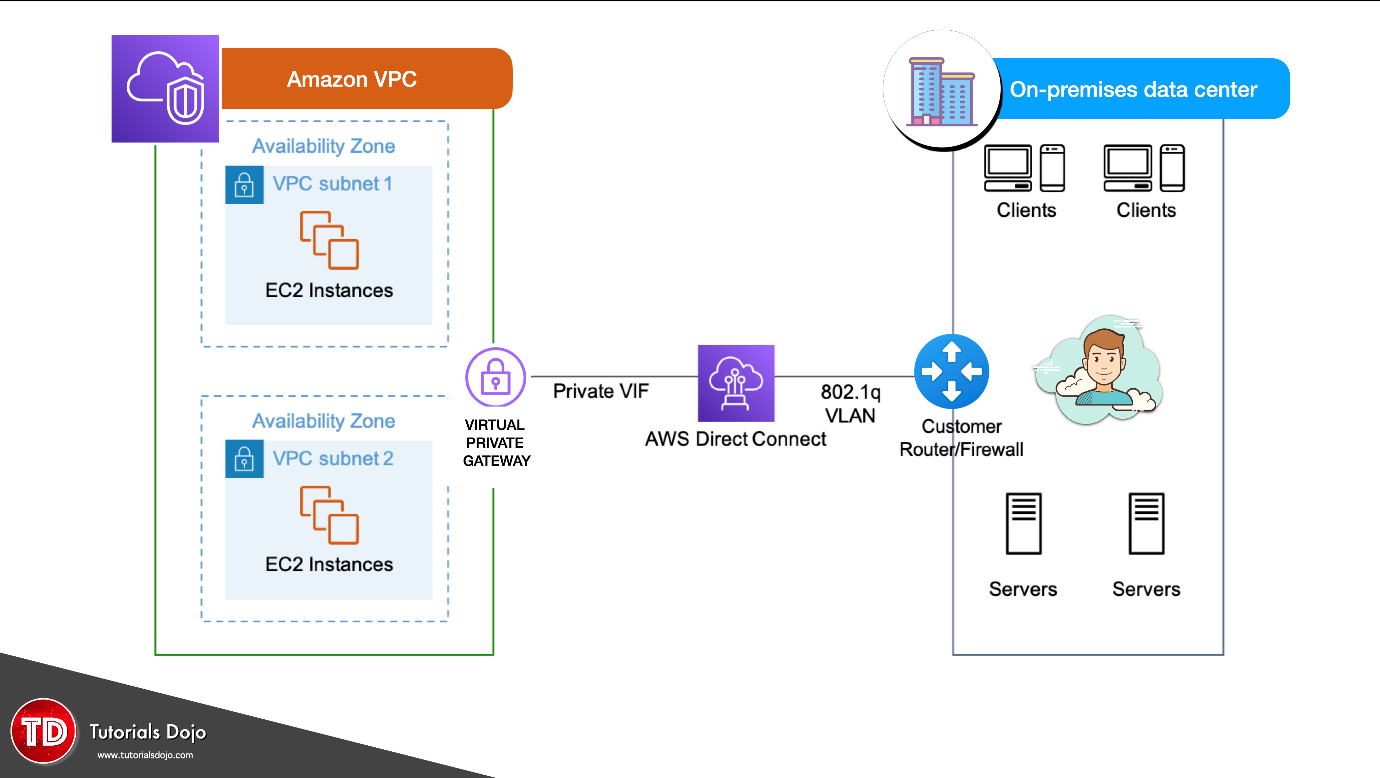 Amazon VPC
On-premises data center
Availability Zone
VPC subnet 1
EC2 Instances
Clients
Clients
Availability Zone
VPC subnet 2
EC2 Instances
VIRTUAL
PRIVATE
GATEWAY
Private VIF
AWS Direct Connect
802.1q
VLAN
Customer
Router/Firewall
Servers
Servers
TD
Tutorials Dojo
www.tutorialsdojo.com